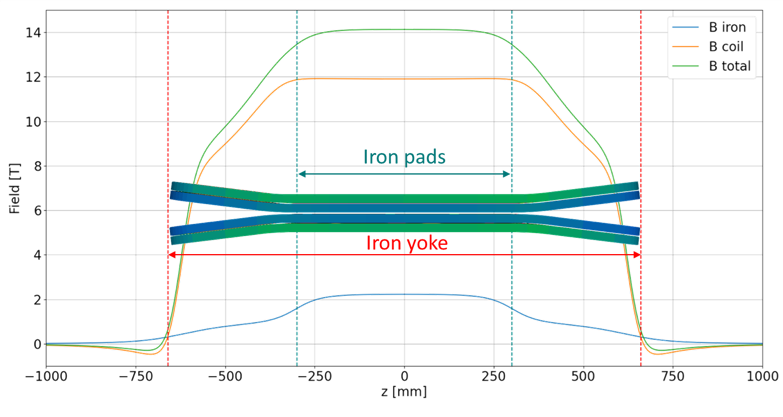 B iron
B coil
B total
Iron pads
Iron yoke
Field [T]
14
12
10
8
6
4
2
0
−1000 −750 −500 −250 0 250 500 750 1000
z [mm]